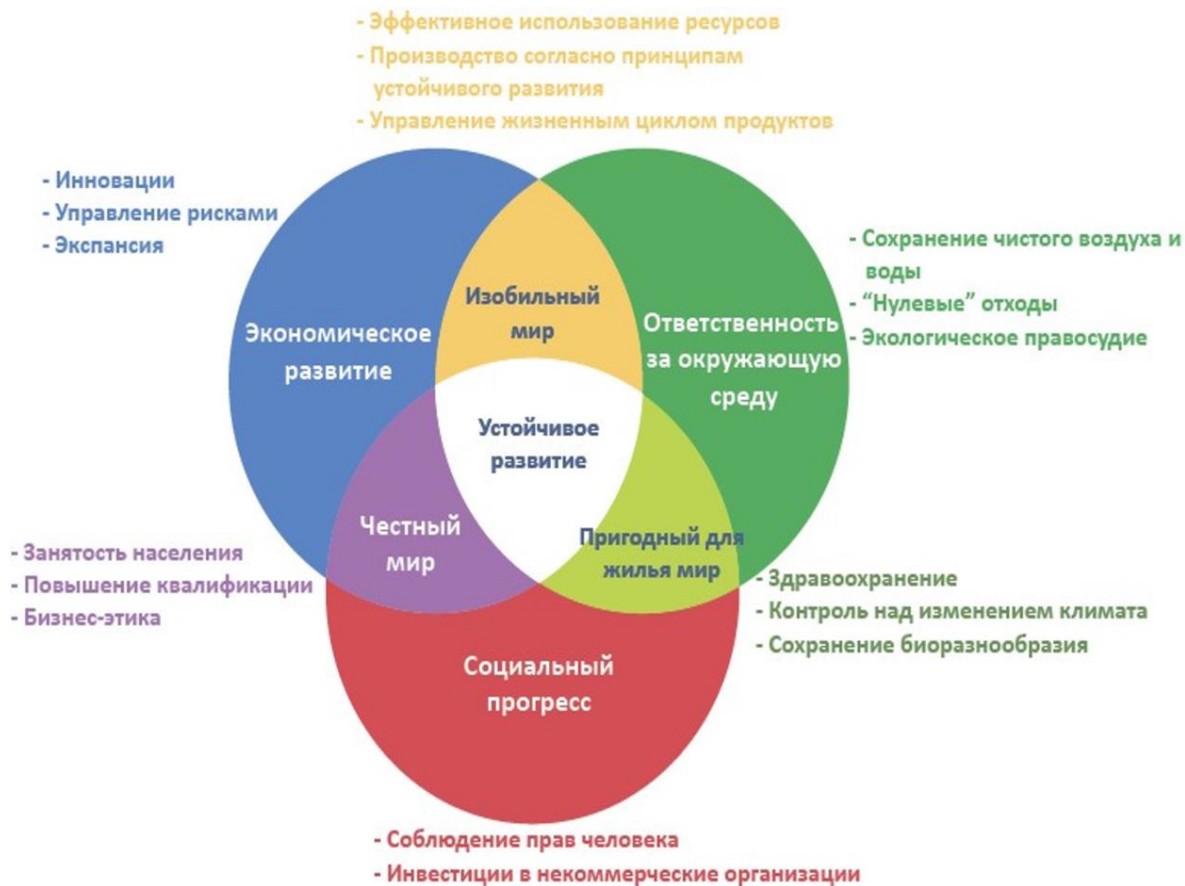 - Эффективное использование ресурсов
- Производство согласно принципам
устойчивого развития
- Управление жизненным циклом продуктов
- Инновации
- Управление рисками
- Экспансия
- Сохранение чистого воздуха и
воды
- “Нулевые” отходы
- Экологическое правосудие
Изобильный
мир
Экономическое
развитие
Ответственность
за окружающую
среду
Устойчивое
развитие
Честный
мир
Пригодный для
жилья мир
- Занятость населения
- Повышение квалификации
- Бизнес-этика
- Здравоохранение
- Контроль над изменением климата
- Сохранение биоразнообразия
Социальный
прогресс
- Соблюдение прав человека
- Инвестиции в некоммерческие организации